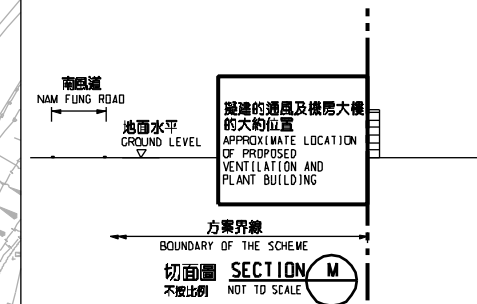 南風道
NAM FUNG ROAD
地面水平
GROUND LEVEL
擬建的通風及機房大樓
的大約位置
APPROXIMATE LOCATION
OF PROPOSED
VENTILATION AND
PLANT BUILDING
方案界線
BOUNDARY OF THE SCHEME
切面圖 SECTION M
不按比例 NOT TO SCALE